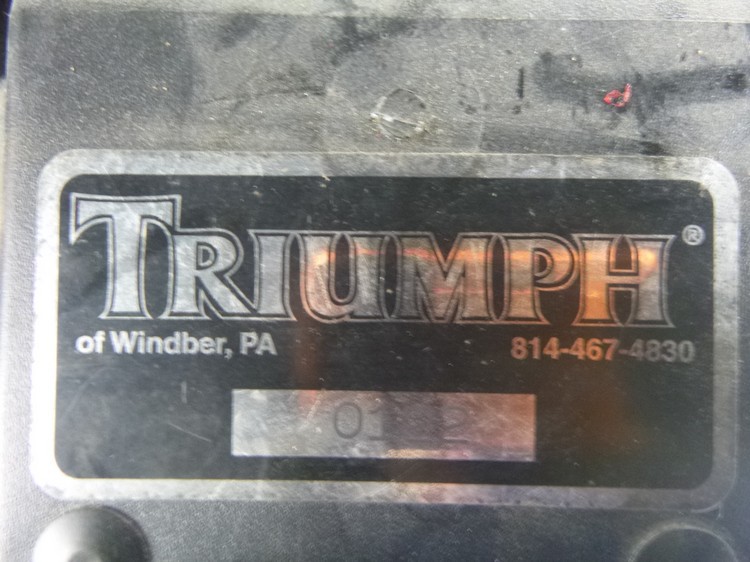 TRIUMPH®
of Windber, PA 814-467-4830